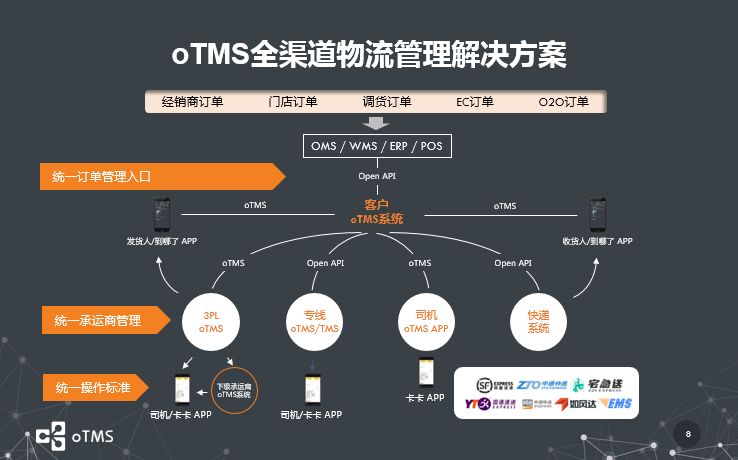 oTMS全渠道物流管理解决方案
经销商订单 门店订单 调货订单 EC订单 O2O订单
OMS / WMS / ERP / POS
统一订单管理入口
Open API
客户
oTMS系统
oTMS
oTMS
发货人/到哪了 APP
收货人/到哪了 APP
oTMS
Open API
oTMS
Open API
统一承运商管理
3PL
oTMS
专线
oTMS/TMS
司机
oTMS APP
快递
系统
统一操作标准
下级承运商
oTMS系统
司机/卡卡 APP
司机/卡卡 APP
卡卡 APP
SF EXPRESS
ZTO 中通快递
宅急送
ZJS EXPRESS
YTO 圆通速递
EXPRESS
如风达
EMS
oTMS
8